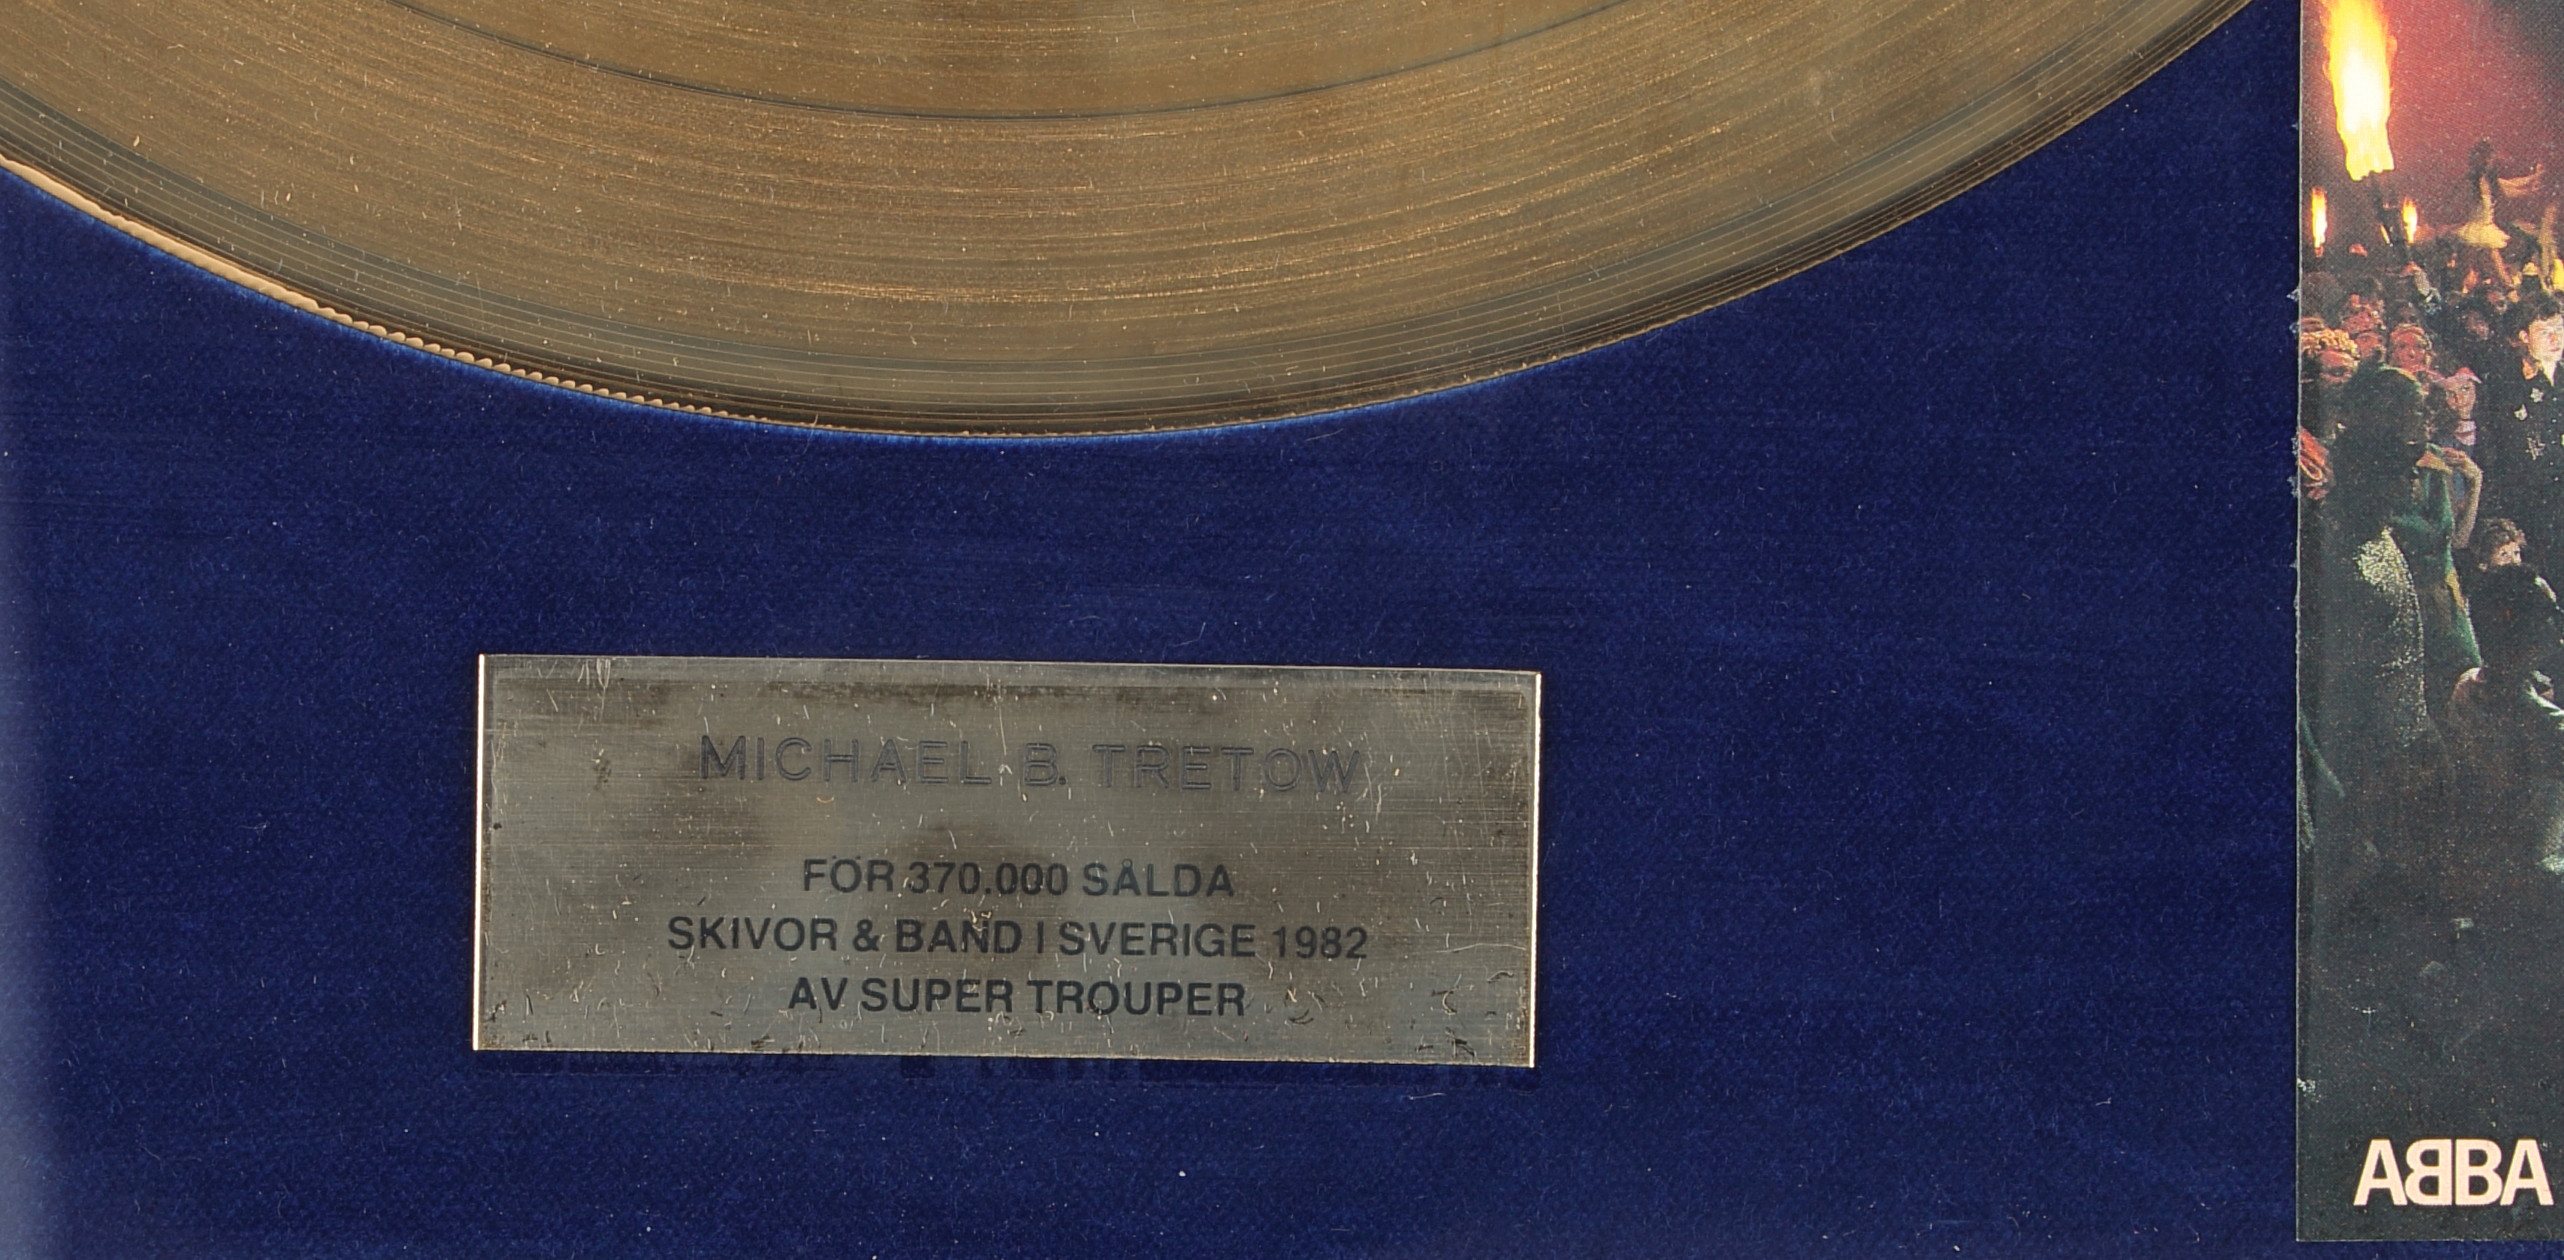 MICHAEL B. TRETOW
FÖR 370.000 SÅLDA
SKIVOR & BAND I SVERIGE 1982
AV SUPER TROUPER
ABBA